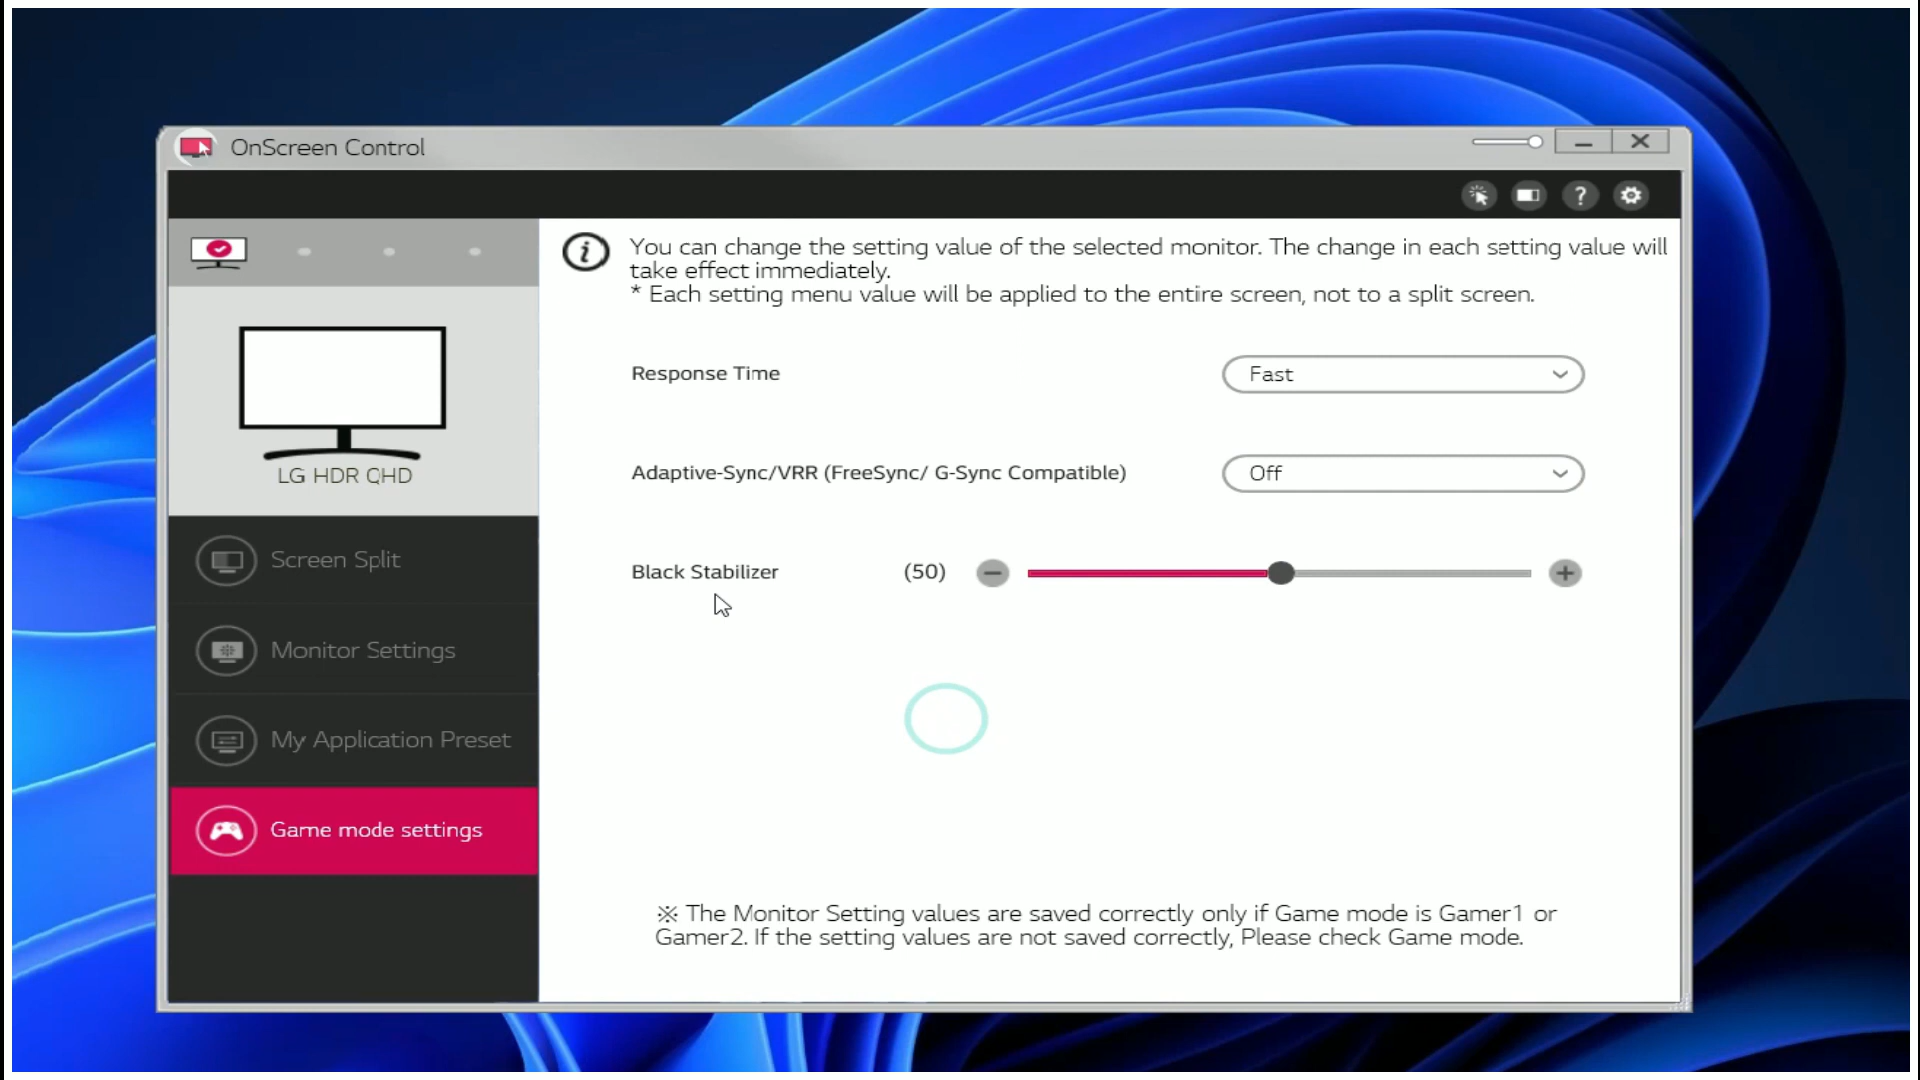 OnScreen Control
You can change the setting value of the selected monitor. The change in each setting value will
take effect immediately.
* Each setting menu value will be applied to the entire screen, not to a split screen.
LG HDR QHD
Response Time
Fast
Adaptive-Sync/VRR (FreeSync/ G-Sync Compatible)
Off
Black Stabilizer
(50)
Screen Split
Monitor Settings
My Application Preset
Game mode settings
※ The Monitor Setting values are saved correctly only if Game mode is Gamer1 or
Gamer2. If the setting values are not saved correctly, Please check Game mode.